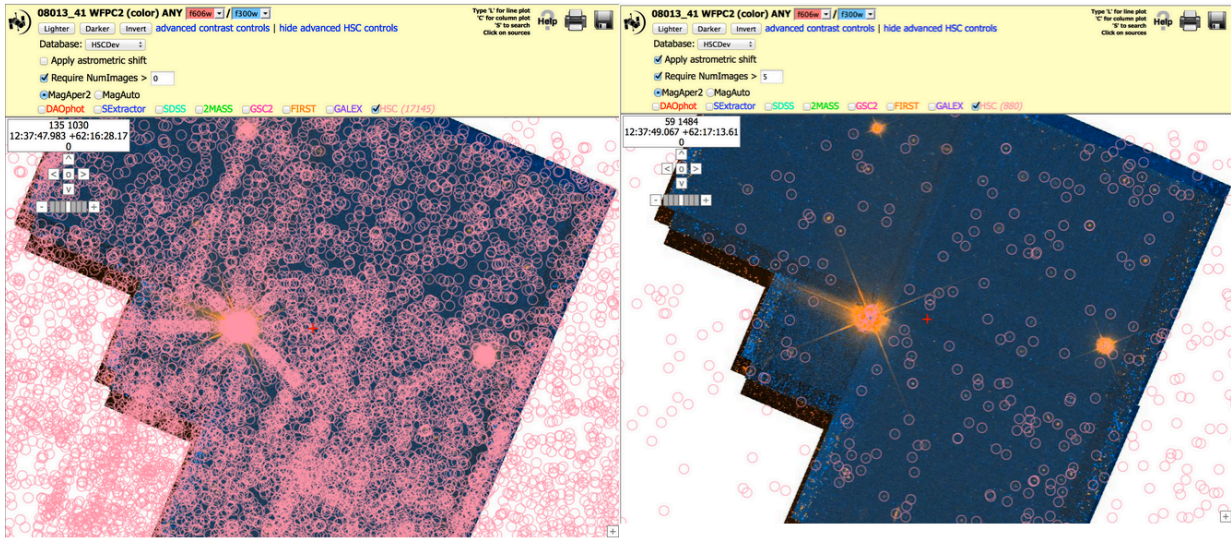 08013_41 WFPC2 (color) ANY f606w / f300w
Type 'L' for line plot
'C' for column plot
'S' to search
Click on sources
Help
Lighter Darker Invert advanced contrast controls | hide advanced HSC controls
Database: HSCDev
Apply astrometric shift
Require NumImages > 0
MagAper2 MagAuto
DAOphot SExtractor SDSS 2MASS GSC2 FIRST GALEX HSC (17145)
135 1030
12:37:47.983 +62:16:28.17
0
^
< o >
v
- +
+
08013_41 WFPC2 (color) ANY f606w / f300w
Type 'L' for line plot
'C' for column plot
'S' to search
Click on sources
Help
Lighter Darker Invert advanced contrast controls | hide advanced HSC controls
Database: HSCDev
Apply astrometric shift
Require NumImages > 5
MagAper2 MagAuto
DAOphot SExtractor SDSS 2MASS GSC2 FIRST GALEX HSC (880)
59 1484
12:37:49.067 +62:17:13.61
0
^
< o >
v
- +
+